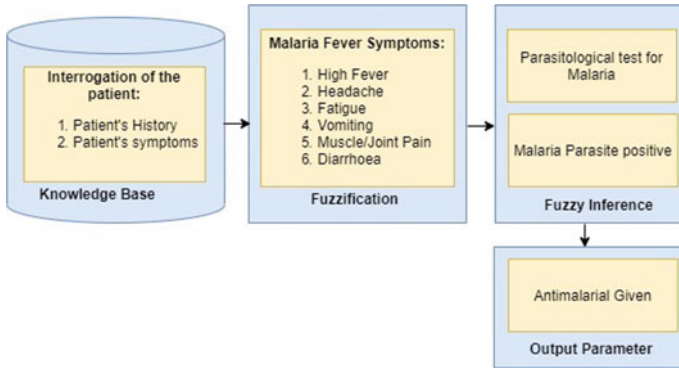 Interrogation of the
patient:
1. Patient's History
2. Patient's symptoms
Knowledge Base
Malaria Fever Symptoms:
1. High Fever
2. Headache
3. Fatigue
4. Vomiting
5. Muscle/Joint Pain
6. Diarrhoea
Fuzzification
Parasitological test for
Malaria
Malaria Parasite positive
Fuzzy Inference
Antimalarial Given
Output Parameter